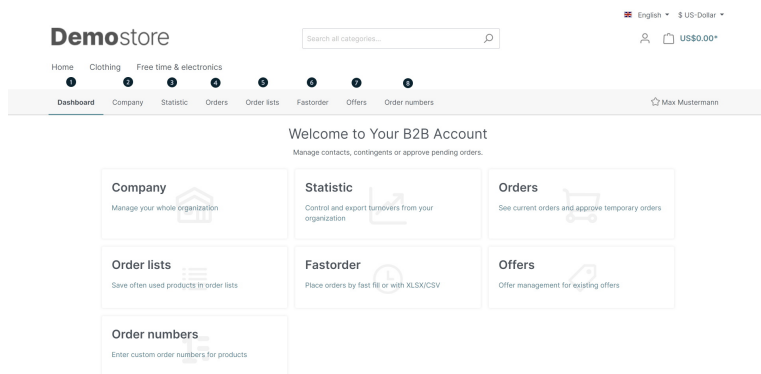 English $ US-Dollar
Demostore
Search all categories...
US$0.00*
Home Clothing Free time & electronics
1 2 3 4 5 6 7 8
Dashboard Company Statistic Orders Order lists Fastorder Offers Order numbers Max Mustermann
Welcome to Your B2B Account
Manage contacts, contingents or approve pending orders.
Company
Manage your whole organization
Statistic
Control and export turnovers from your
organization
Orders
See current orders and approve temporary orders
Order lists
Save often used products in order lists
Fastorder
Place orders by fast fill or with XLSX/CSV
Offers
Offer management for existing offers
Order numbers
Enter custom order numbers for products